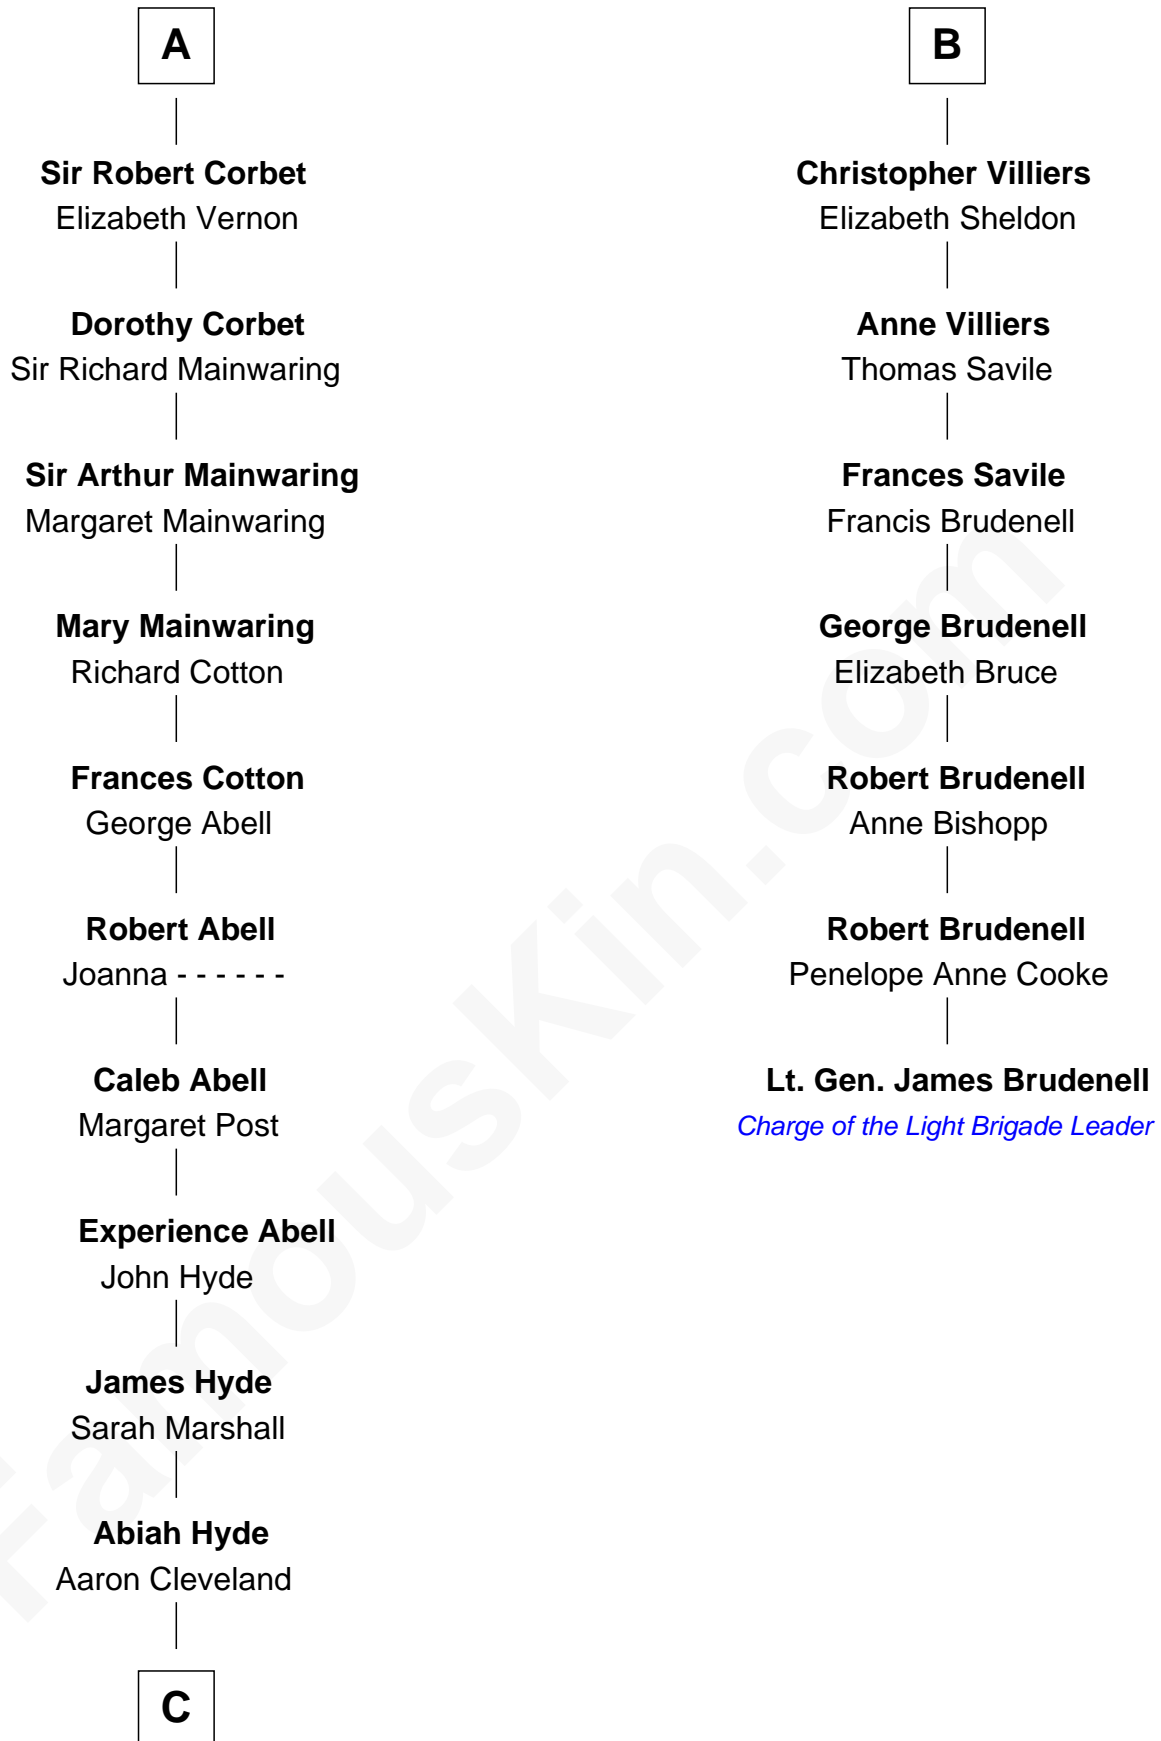 A
Sir Robert Corbet
Elizabeth Vernon
Dorothy Corbet
Sir Richard Mainwaring
Sir Arthur Mainwaring
Margaret Mainwaring
Mary Mainwaring
Richard Cotton
Frances Cotton
George Abell
Robert Abell
Joanna - - - - - -
Caleb Abell
Margaret Post
Experience Abell
John Hyde
James Hyde
Sarah Marshall
Abiah Hyde
Aaron Cleveland
C
B
Christopher Villiers
Elizabeth Sheldon
Anne Villiers
Thomas Savile
Frances Savile
Francis Brudenell
George Brudenell
Elizabeth Bruce
Robert Brudenell
Anne Bishopp
Robert Brudenell
Penelope Anne Cooke
Lt. Gen. James Brudenell
Charge of the Light Brigade Leader
FamousKin.com